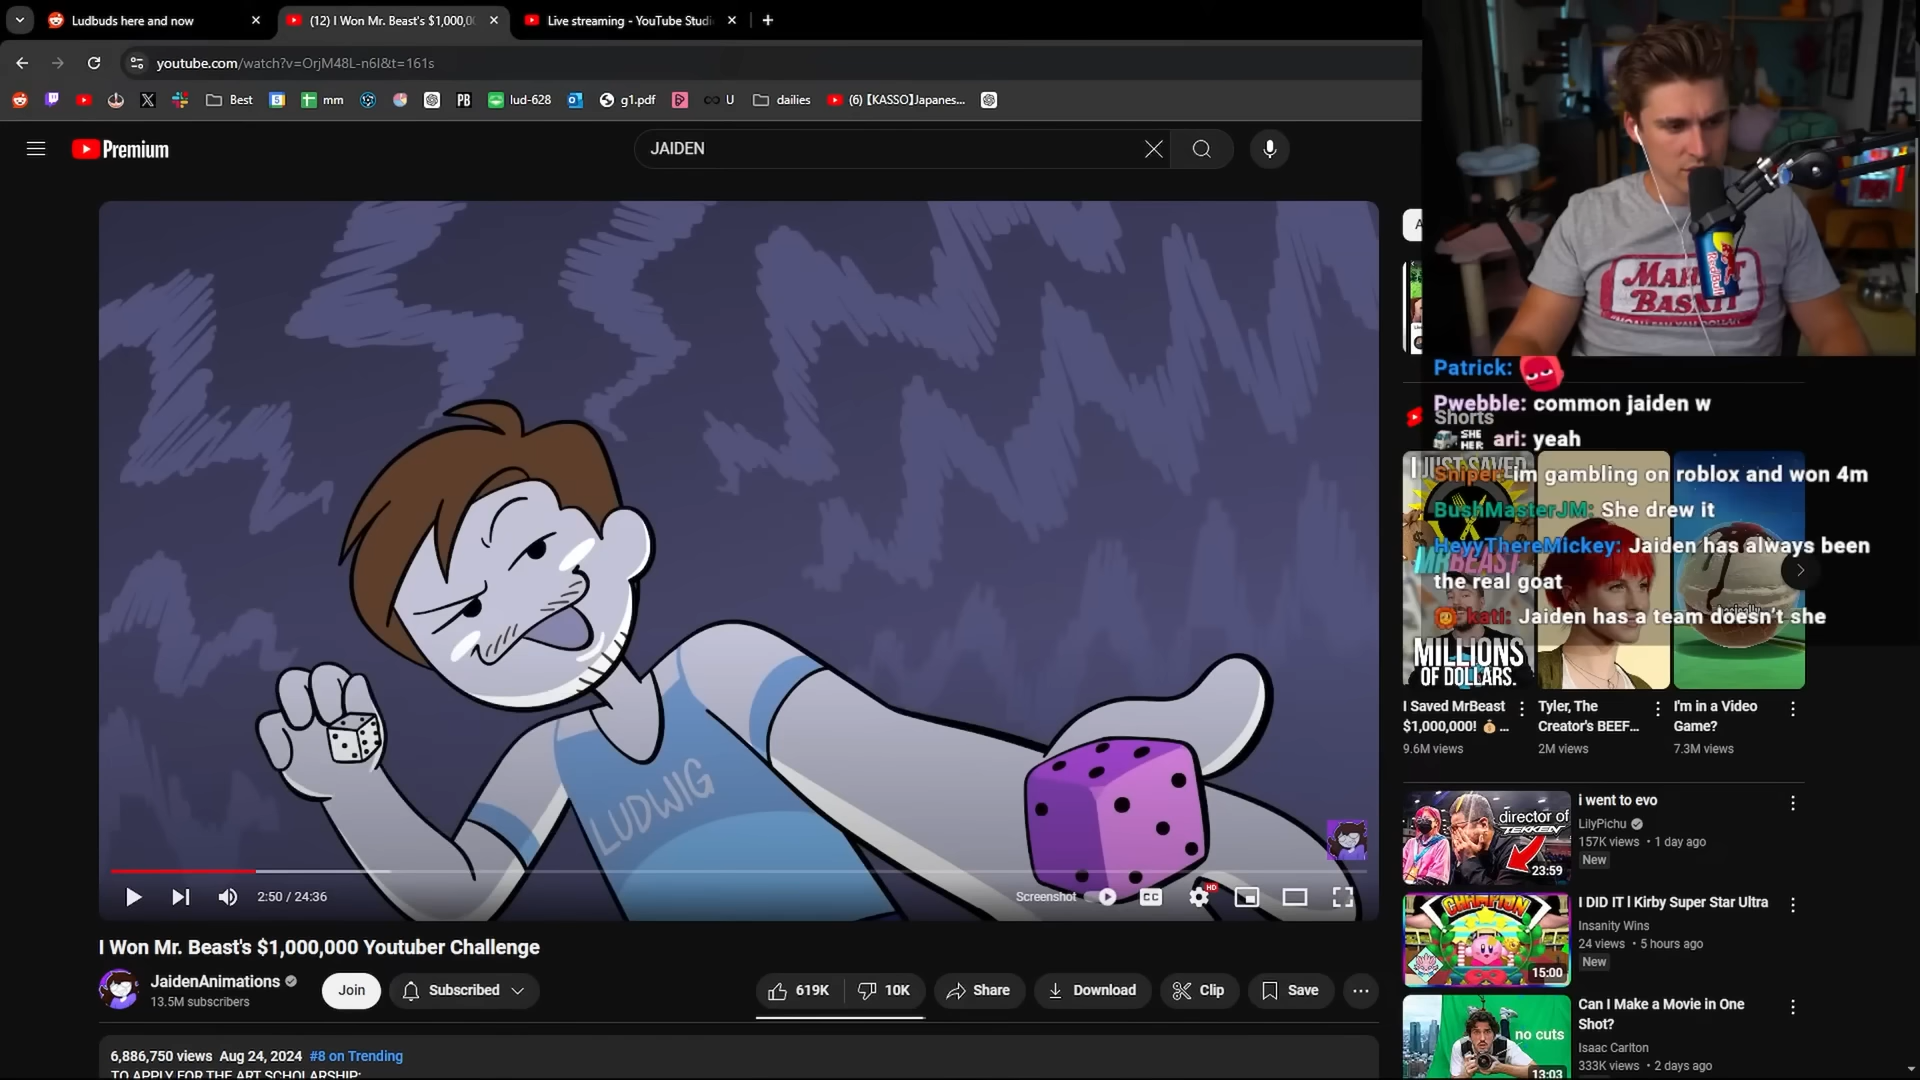 Ludbuds here and now
(12) I Won Mr. Beast's $1,000,0
Live streaming - YouTube Studi
youtube.com/watch?v=OrjM48L-n6I&t=161s
Best
mm
PB
lud-628
g1.pdf
U
dailies
(6) [KASSO]Japanes...
Premium
JAIDEN
LUDWIG
2:50 / 24:36
Screenshot
CC
HD
I Won Mr. Beast's $1,000,000 Youtuber Challenge
JaidenAnimations
13.5M subscribers
Join
Subscribed
619K
10K
Share
Download
Clip
Save
6,886,750 views Aug 24, 2024 #8 on Trending
TO APPLY FOR THE ART SCHOLARSHIP:
RedBull
Patrick:
Pwebble: common jaiden w
Shorts
SHE HER ari: yeah
Sniper: im gambling on roblox and won 4m
BushMasterJM: She drew it
HeyyThereMickey: Jaiden has always been
the real goat
kati: Jaiden has a team doesn't she
I JUST SAVED
MRBEAST
MILLIONS
OF DOLLARS.
I Saved MrBeast
$1,000,000! 💰...
9.6M views
Tyler, The
Creator's BEEF...
2M views
I'm in a Video
Game?
7.3M views
director of
TEKKEN
23:59
i went to evo
LilyPichu
157K views • 1 day ago
New
CHAMPION
15:00
I DID IT l Kirby Super Star Ultra
Insanity Wins
24 views • 5 hours ago
New
no cuts
13:03
Can I Make a Movie in One
Shot?
Isaac Carlton
333K views • 2 days ago